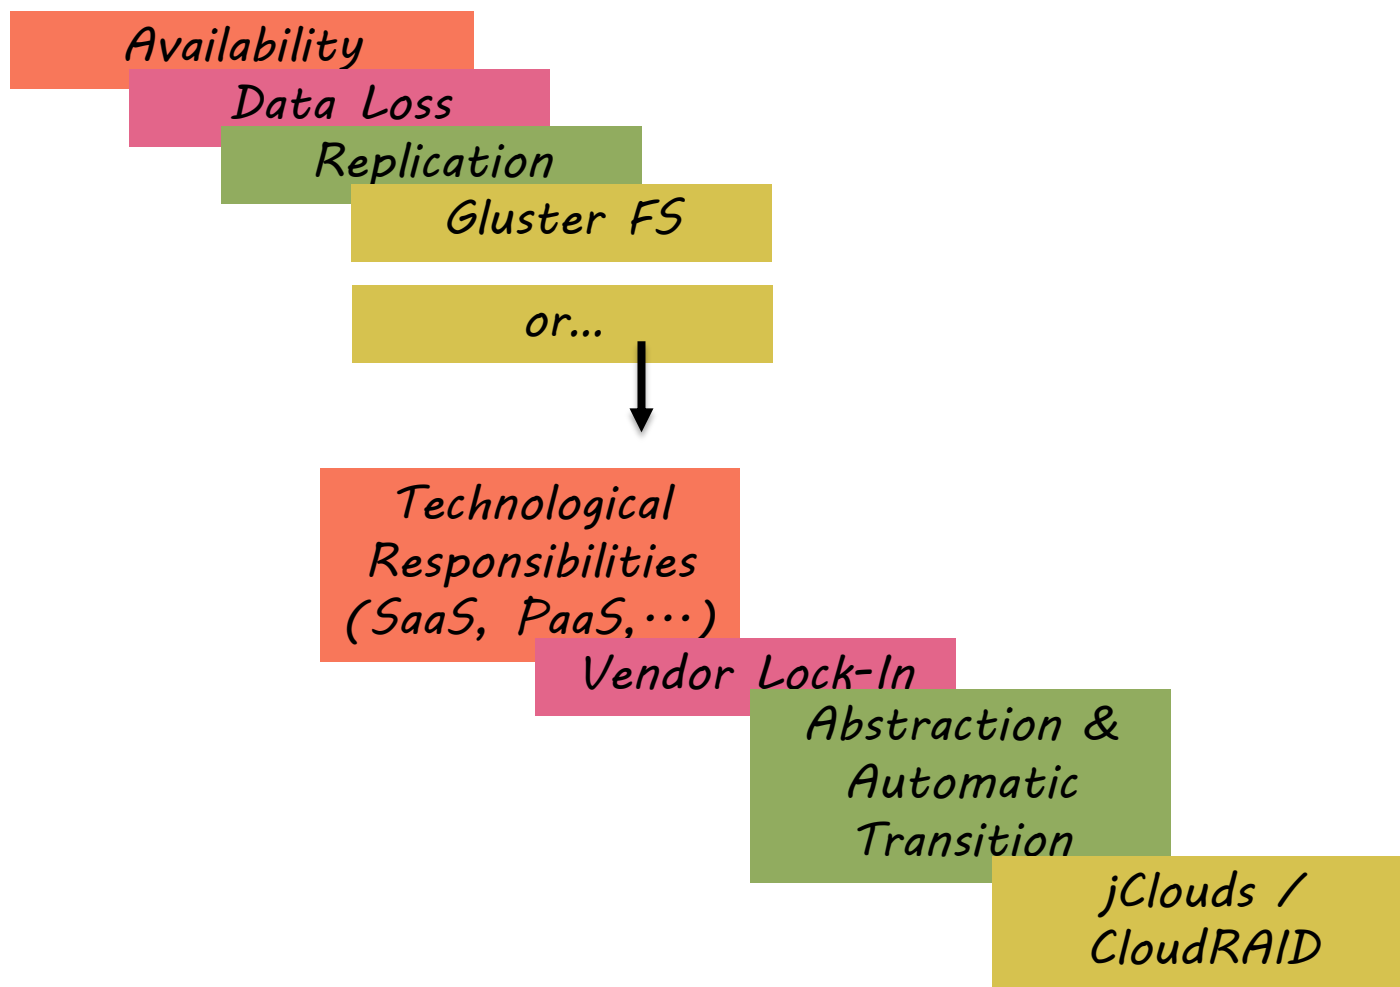 Availability
Data Loss
Replication
Gluster FS
or...
Technological
Responsibilities
(SaaS, PaaS,...)
Vendor Lock-In
Abstraction &
Automatic
Transition
jClouds /
CloudRAID